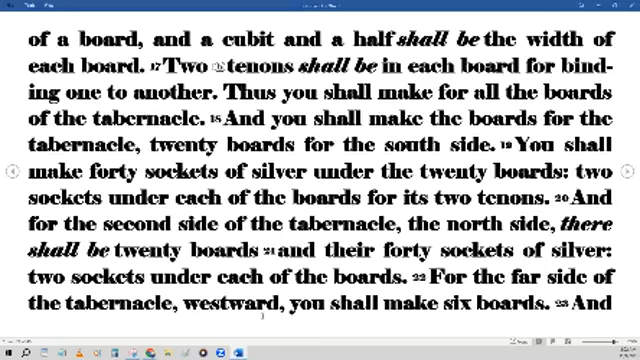 of a board, and a cubit and a half shall be the width of
each board. 17 Two tenons shall be in each board for bind-
ing one to another. Thus you shall make for all the boards
of the tabernacle. 18 And you shall make the boards for the
tabernacle, twenty boards for the south side. 19 You shall
make forty sockets of silver under the twenty boards: two
sockets under each of the boards for its two tenons. 20 And
for the second side of the tabernacle, the north side, there
shall be twenty boards 21 and their forty sockets of silver:
two sockets under each of the boards. 22 For the far side of
the tabernacle, westward, you shall make six boards. 23 And